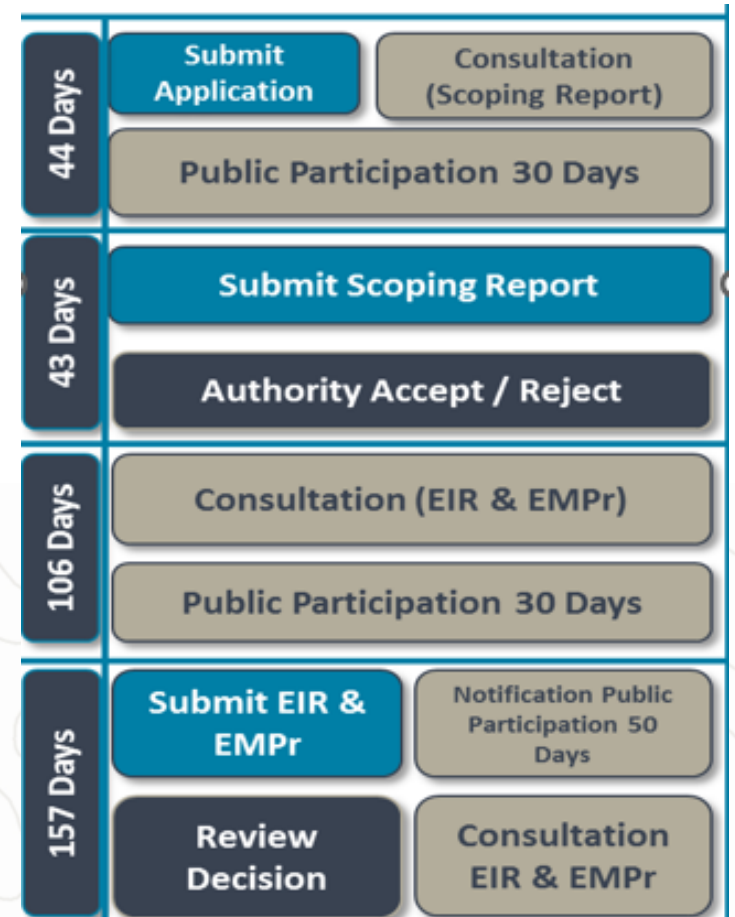 44 Days
Submit
Application
Consultation
(Scoping Report)
Public Participation 30 Days
43 Days
Submit Scoping Report
Authority Accept / Reject
106 Days
Consultation (EIR & EMPr)
Public Participation 30 Days
157 Days
Submit EIR &
EMPr
Notification Public
Participation 50
Days
Review
Decision
Consultation
EIR & EMPr